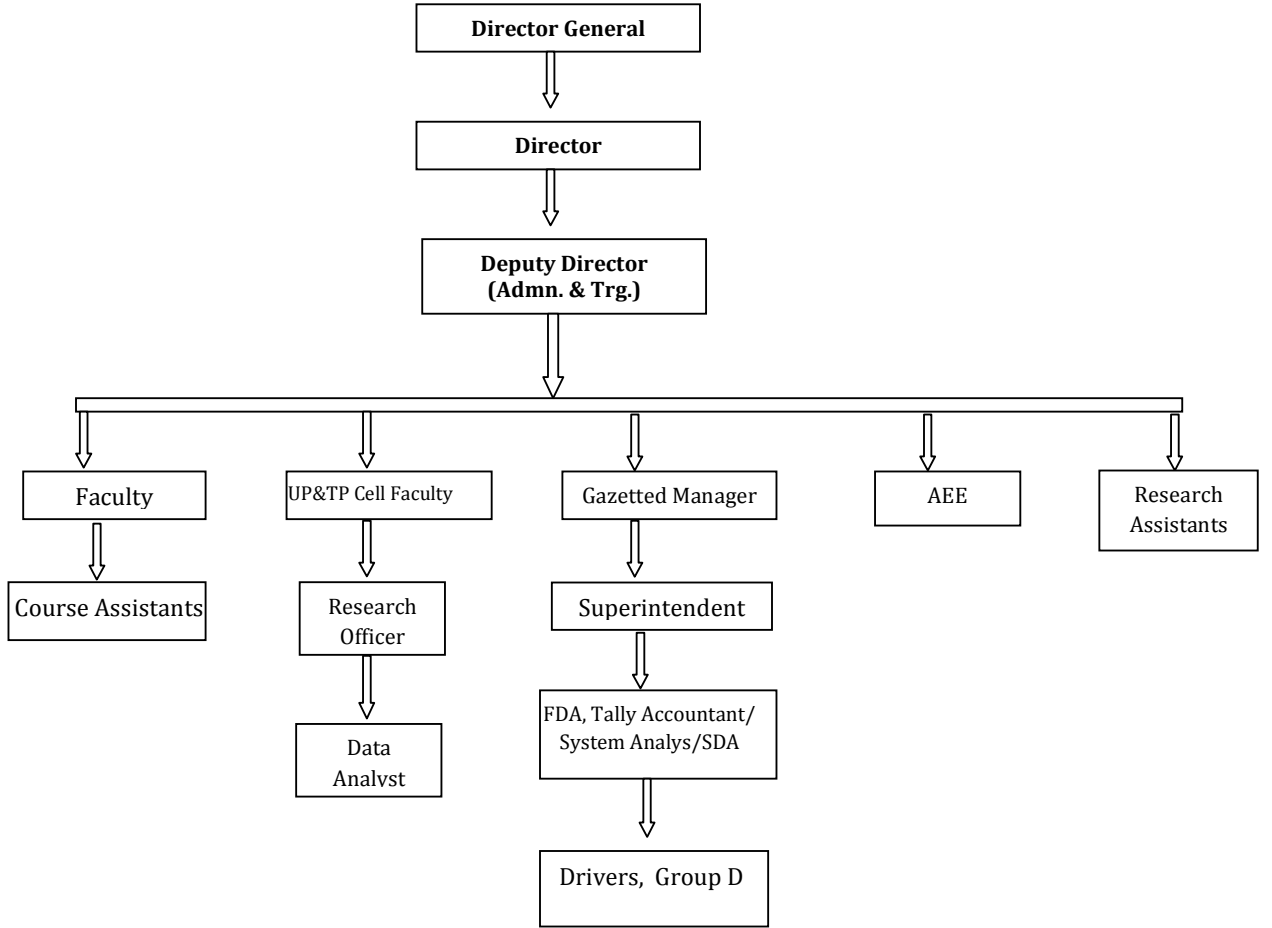 Director General
Director
Deputy Director
(Admn. & Trg.)
Faculty
UP&TP Cell Faculty
Gazetted Manager
AEE
Research
Assistants
Course Assistants
Research
Officer
Superintendent
FDA, Tally Accountant/
System Analys/SDA
Data
Analyst
Drivers, Group D